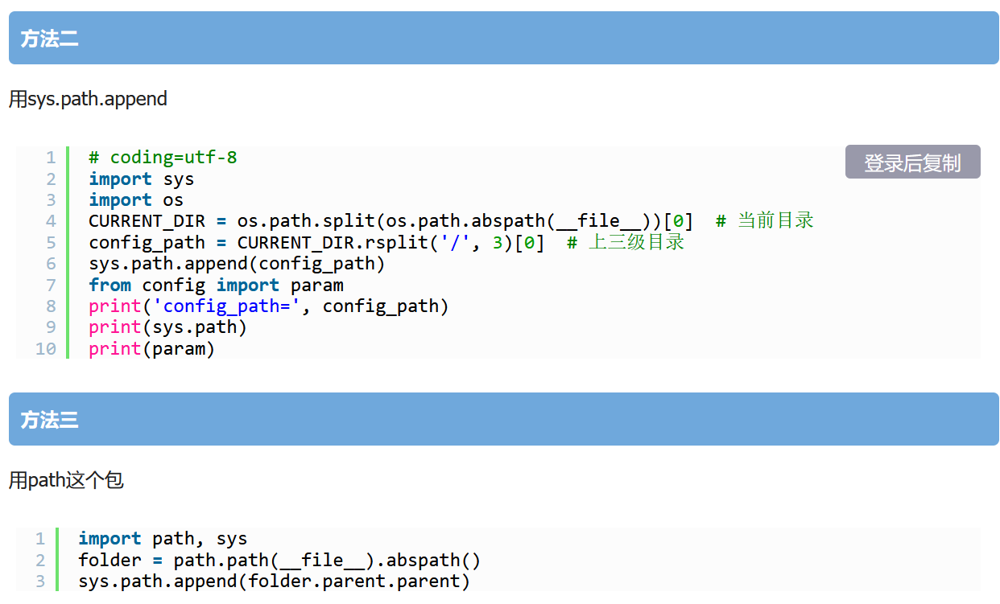 方法二
用sys.path.append
登录后复制
1 # coding=utf-8
2 import sys
3 import os
4 CURRENT_DIR = os.path.split(os.path.abspath(__file__))[0]  # 当前目录
5 config_path = CURRENT_DIR.rsplit('/', 3)[0]  # 上三级目录
6 sys.path.append(config_path)
7 from config import param
8 print('config_path=', config_path)
9 print(sys.path)
10 print(param)
方法三
用path这个包
1 import path, sys
2 folder = path.path(__file__).abspath()
3 sys.path.append(folder.parent.parent)